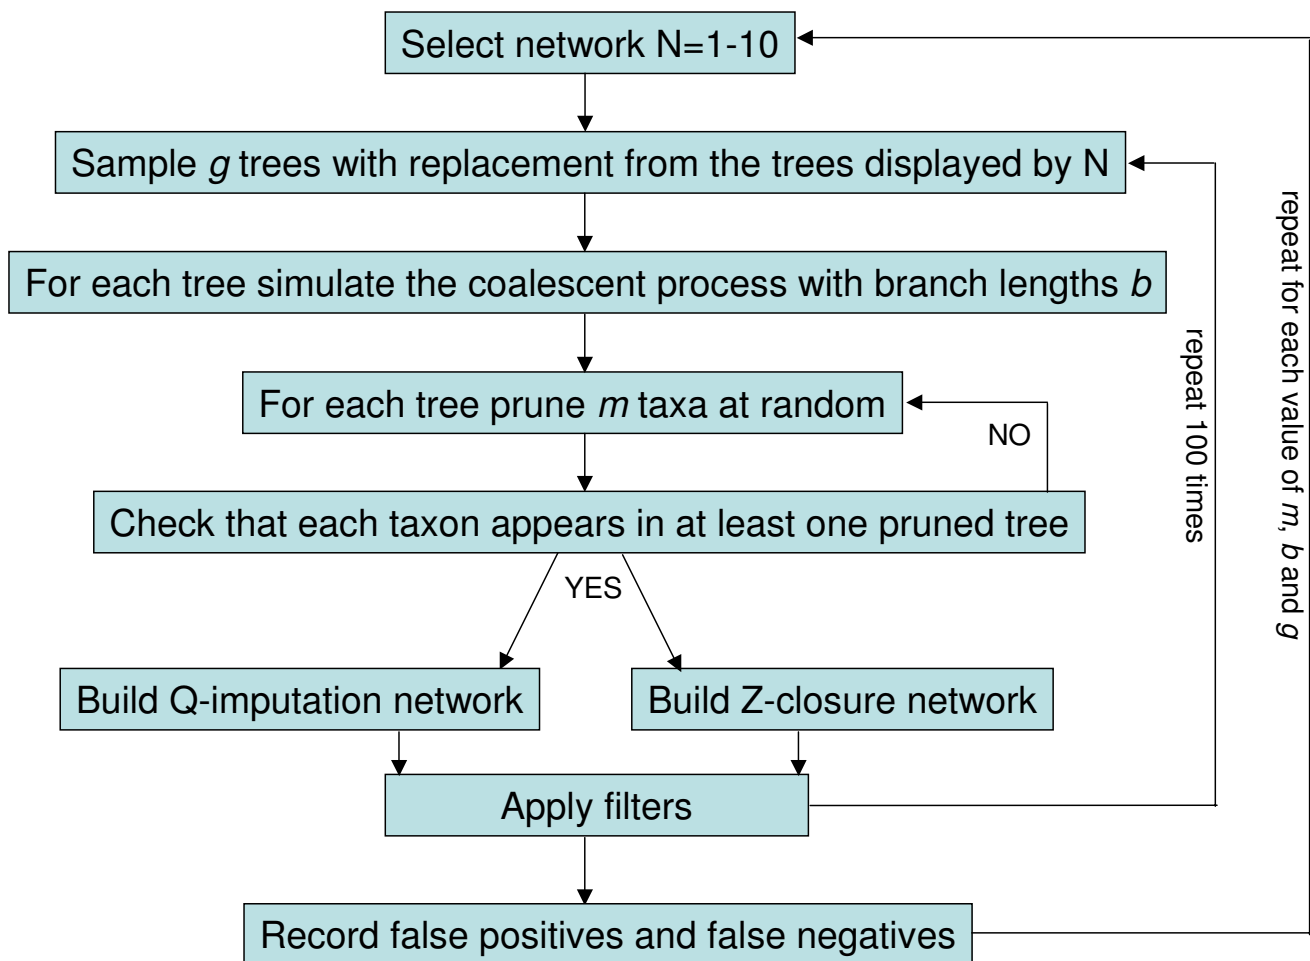 Select network N=1-10
Sample g trees with replacement from the trees displayed by N
For each tree simulate the coalescent process with branch lengths b
For each tree prune m taxa at random
NO
Check that each taxon appears in at least one pruned tree
YES
Build Q-imputation network
Build Z-closure network
Apply filters
Record false positives and false negatives
repeat 100 times
repeat for each value of m, b and g